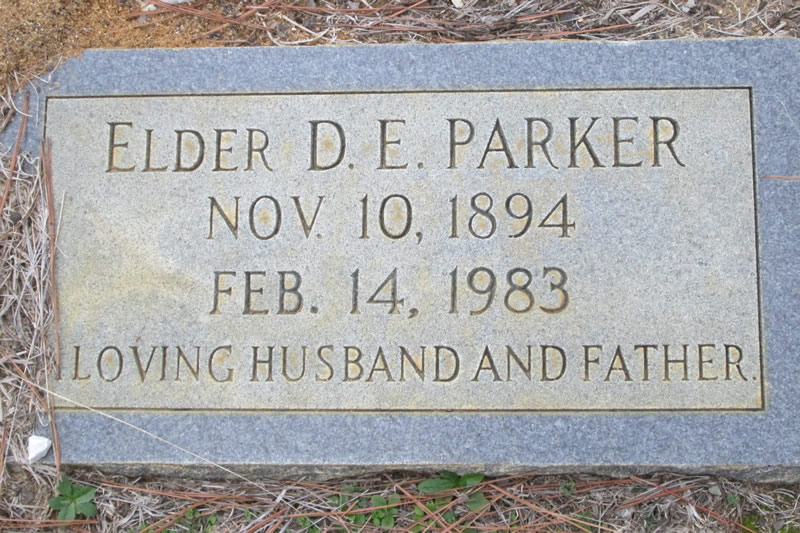 ELDER D. E. PARKER
NOV. 10, 1894
FEB. 14, 1983
LOVING HUSBAND AND FATHER.